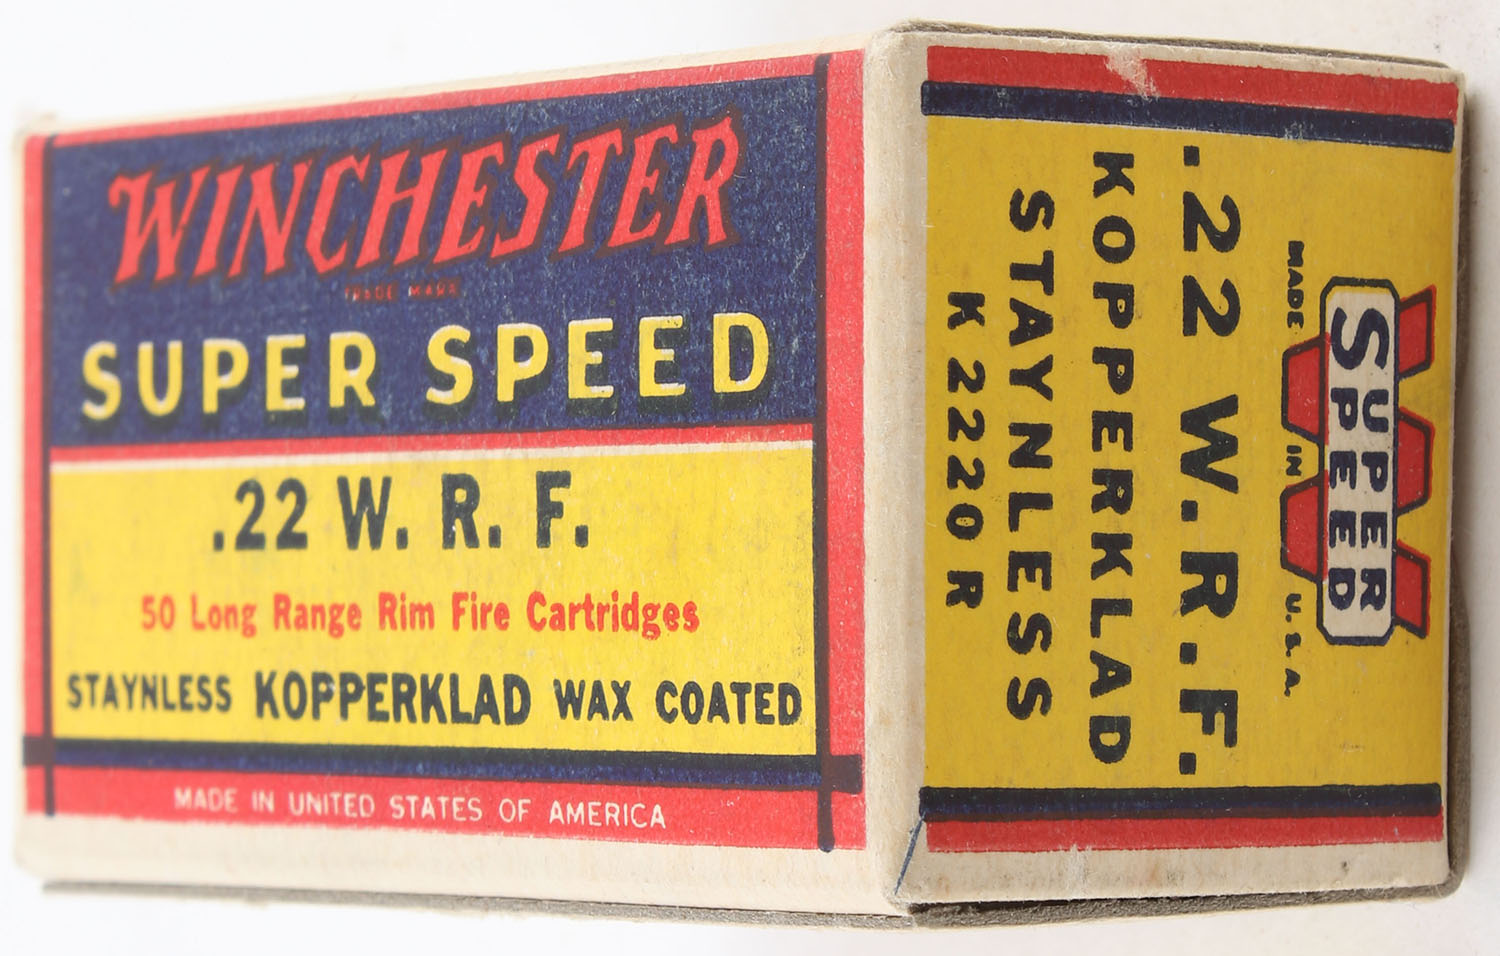 WINCHESTER
TRADE MARK
SUPER SPEED
.22 W. R. F.
50 Long Range Rim Fire Cartridges
STAYNLESS KOPPERKLAD WAX COATED
MADE IN UNITED STATES OF AMERICA
SUPER
SPEED
MADE IN U.S.A.
.22 W.R.F.
KOPPERKLAD
STAYNLESS
K2220R